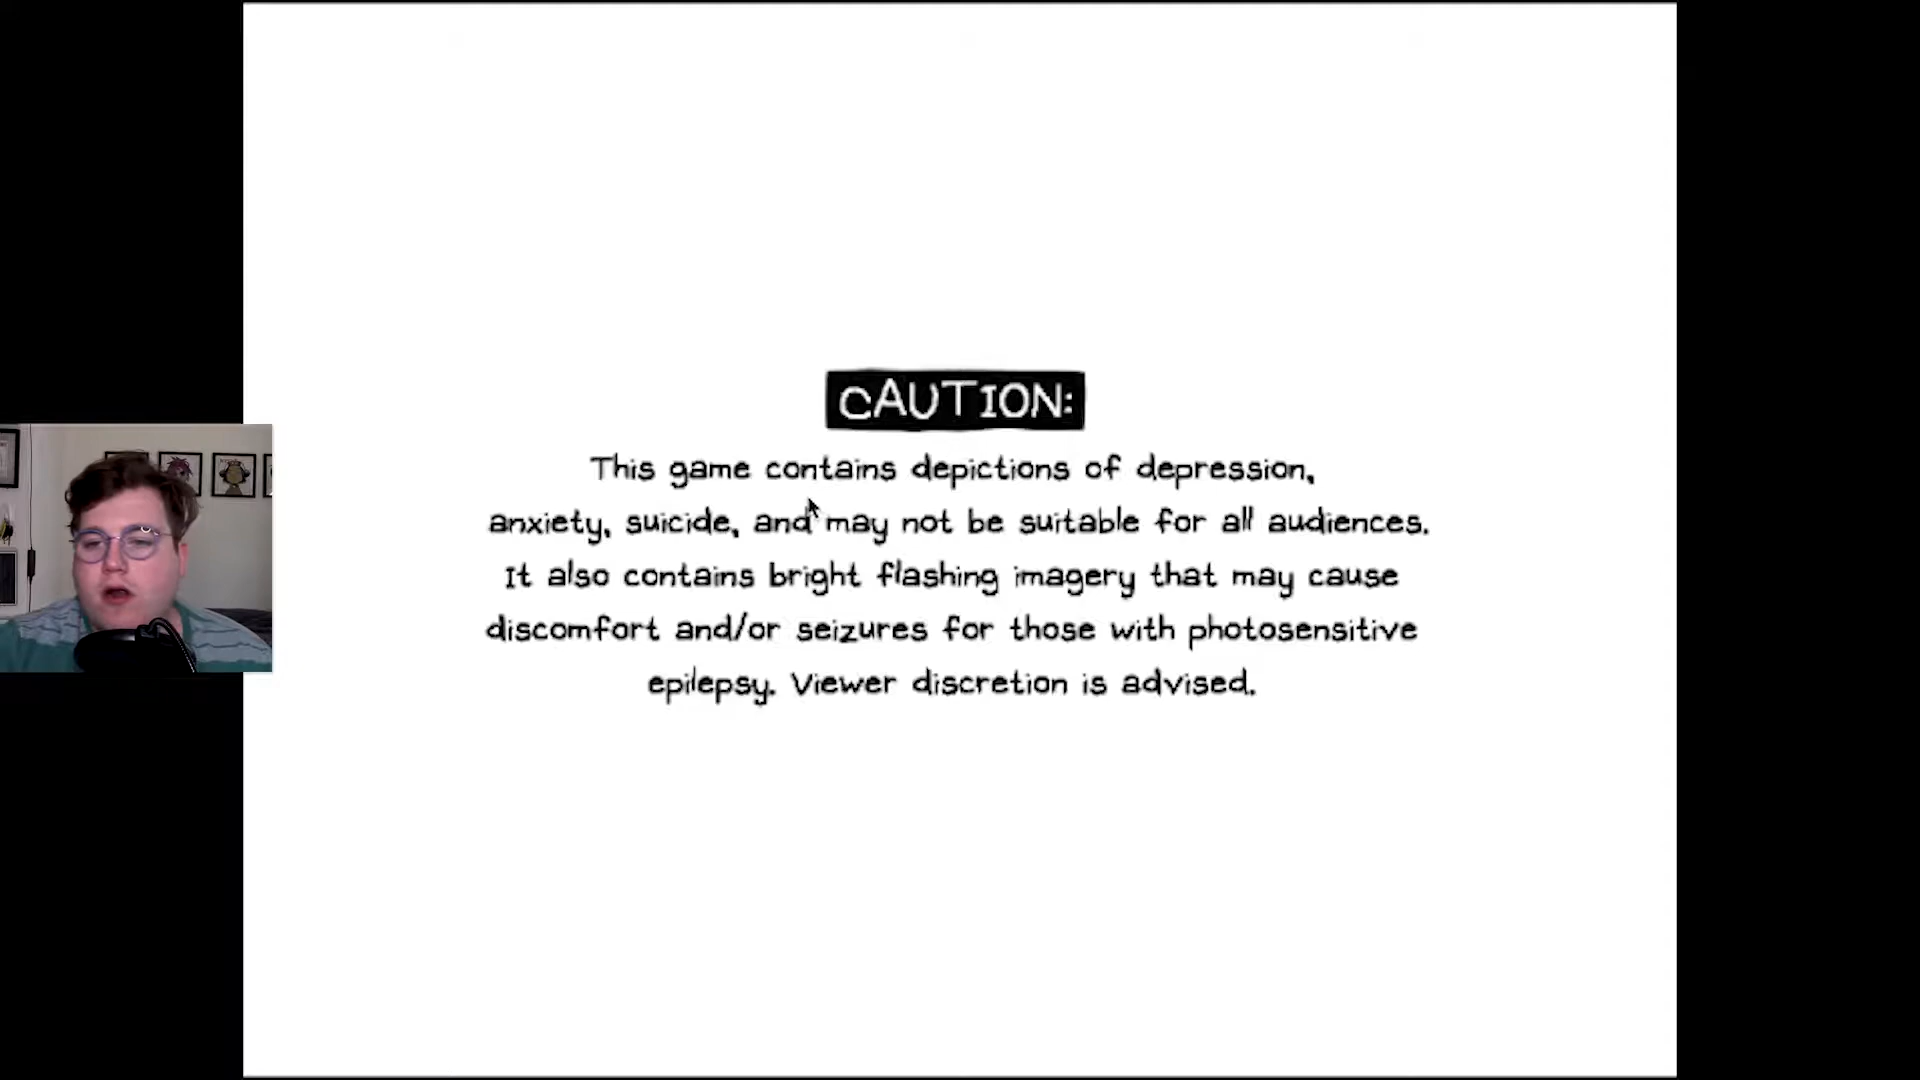 CAUTION:
This game contains depictions of depression,
anxiety, suicide, and may not be suitable for all audiences.
It also contains bright flashing imagery that may cause
discomfort and/or seizures for those with photosensitive
epilepsy. Viewer discretion is advised.